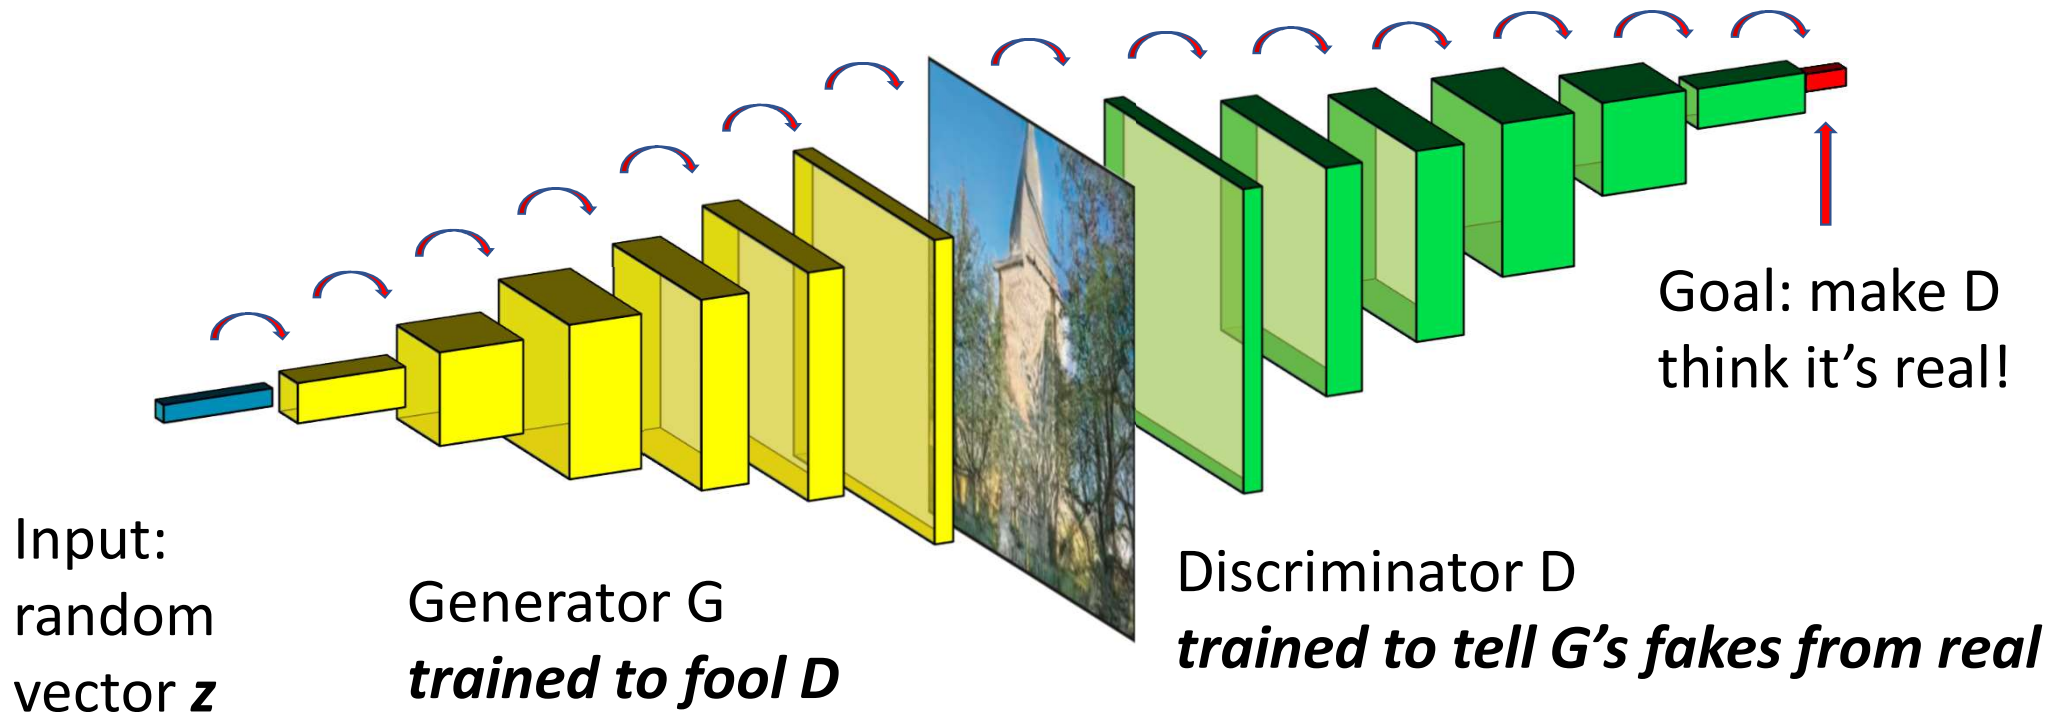 Goal: make D
think it’s real!
Input:
random
vector z
Generator G
trained to fool D
Discriminator D
trained to tell G’s fakes from real